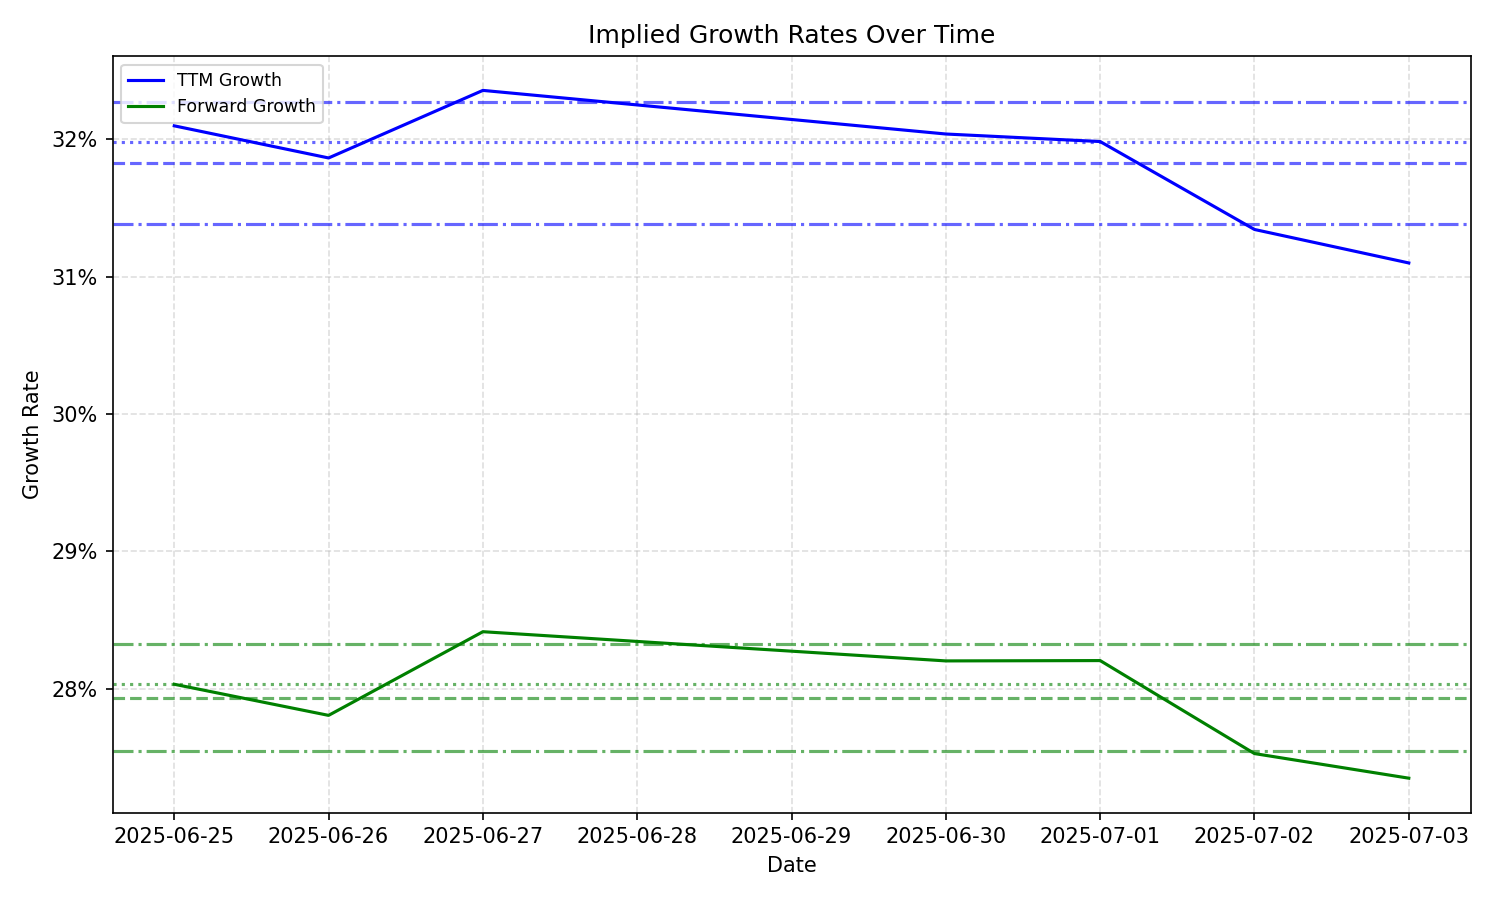 Implied Growth Rates Over Time
TTM Growth
Forward Growth
Growth Rate
32%
31%
30%
29%
28%
2025-06-25 2025-06-26 2025-06-27 2025-06-28 2025-06-29 2025-06-30 2025-07-01 2025-07-02 2025-07-03
Date